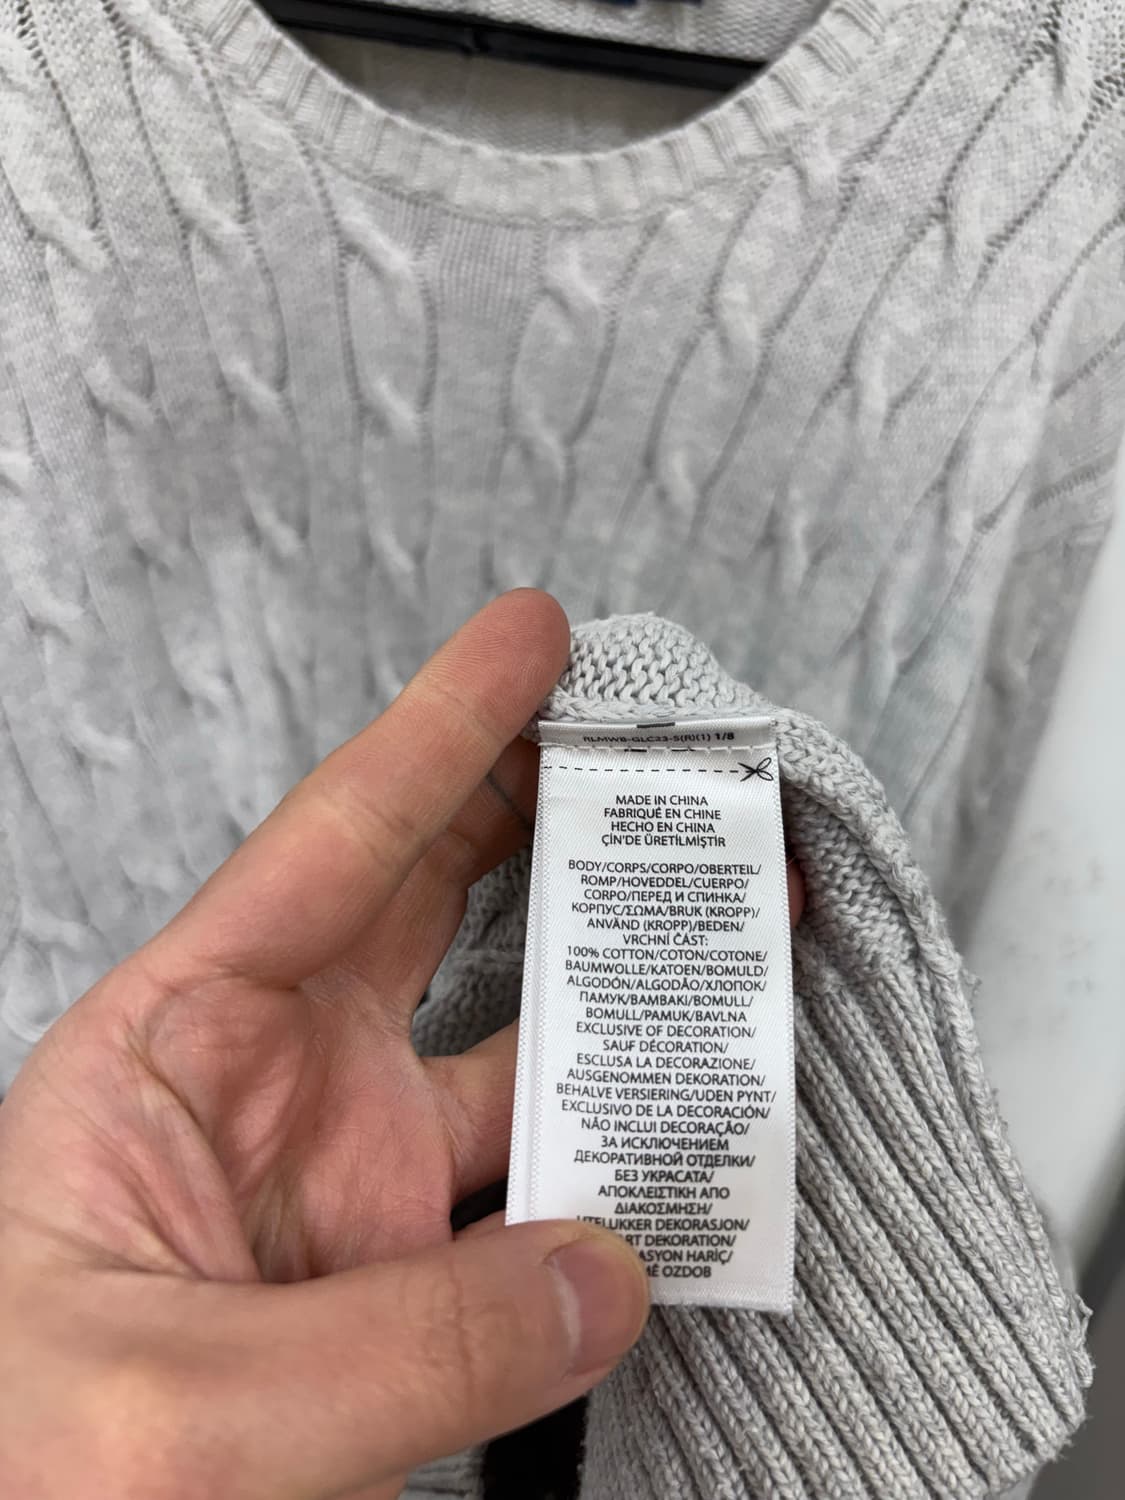 RLMWB-GLC23-S(R)(1) 1/8
MADE IN CHINA
FABRIQUÉ EN CHINE
HECHO EN CHINA
ÇİN'DE ÜRETİLMİŞTİR
BODY/CORPS/CORPO/OBERTEIL/
ROMP/HOVEDDEL/CUERPO/
CORPO/ПЕРЕД И СПИНКА/
КОРПУС/ΣΩΜΑ/BRUK (KROPP)/
ANVÄND (KROPP)/BEDEN/
VRCHNÍ ČÁST:
100% COTTON/COTON/COTONE/
BAUMWOLLE/KATOEN/BOMULD/
ALGODÓN/ALGODÃO/ХЛОПОК/
ПАМУК/ΒΑΜΒΑΚΙ/BOMULL/
BOMULL/PAMUK/BAVLNA
EXCLUSIVE OF DECORATION/
SAUF DÉCORATION/
ESCLUSA LA DECORAZIONE/
AUSGENOMMEN DEKORATION/
BEHALVE VERSIERING/UDEN PYNT/
EXCLUSIVO DE LA DECORACIÓN/
NÃO INCLUI DECORAÇÃO/
ЗА ИСКЛЮЧЕНИЕМ
ДЕКОРАТИВНОЙ ОТДЕЛКИ/
БЕЗ УКРАСАТА/
ΑΠΟΚΛΕΙΣΤΙΚΗ ΑΠΟ
ΔΙΑΚΟΣΜΗΣΗ/
UTELUKKER DEKORASJON/
DEKORATION/
HARİÇ/
OZDOB